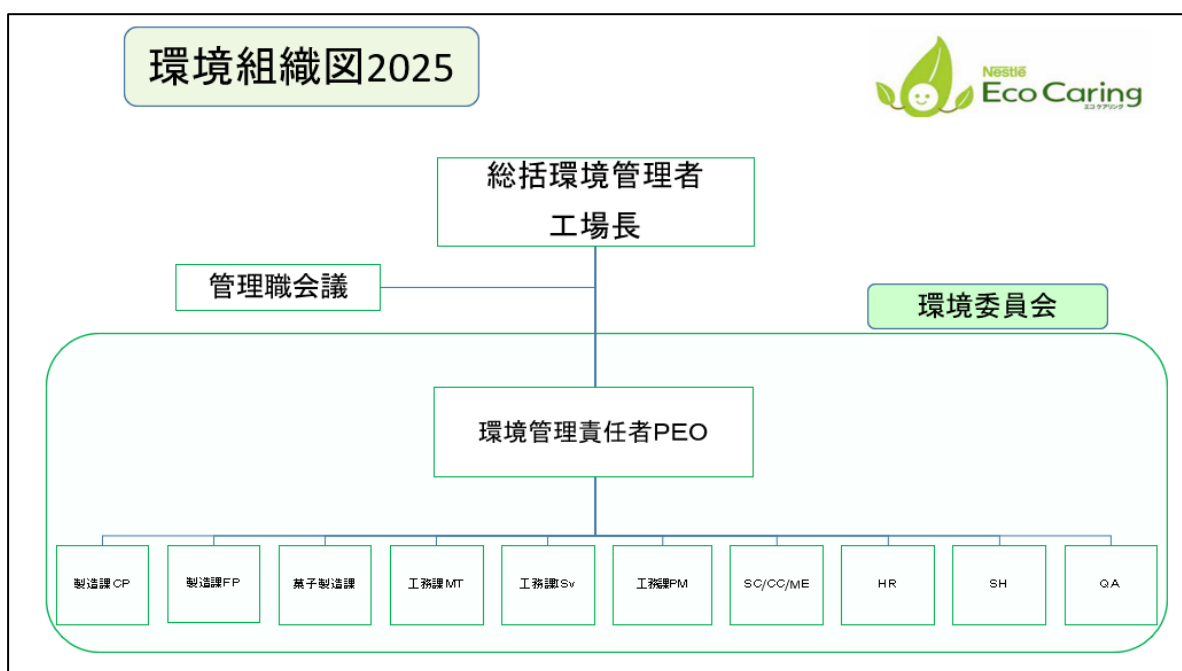 環境組織図2025
Nestlé
Eco Caring
エコ ケアリング
総括環境管理者
工場長
管理職会議
環境委員会
環境管理責任者PEO
製造課CP
製造課FP
菓子製造課
工務課MT
工務課ISv
工務課PM
SC/CC/ME
HR
SH
QA